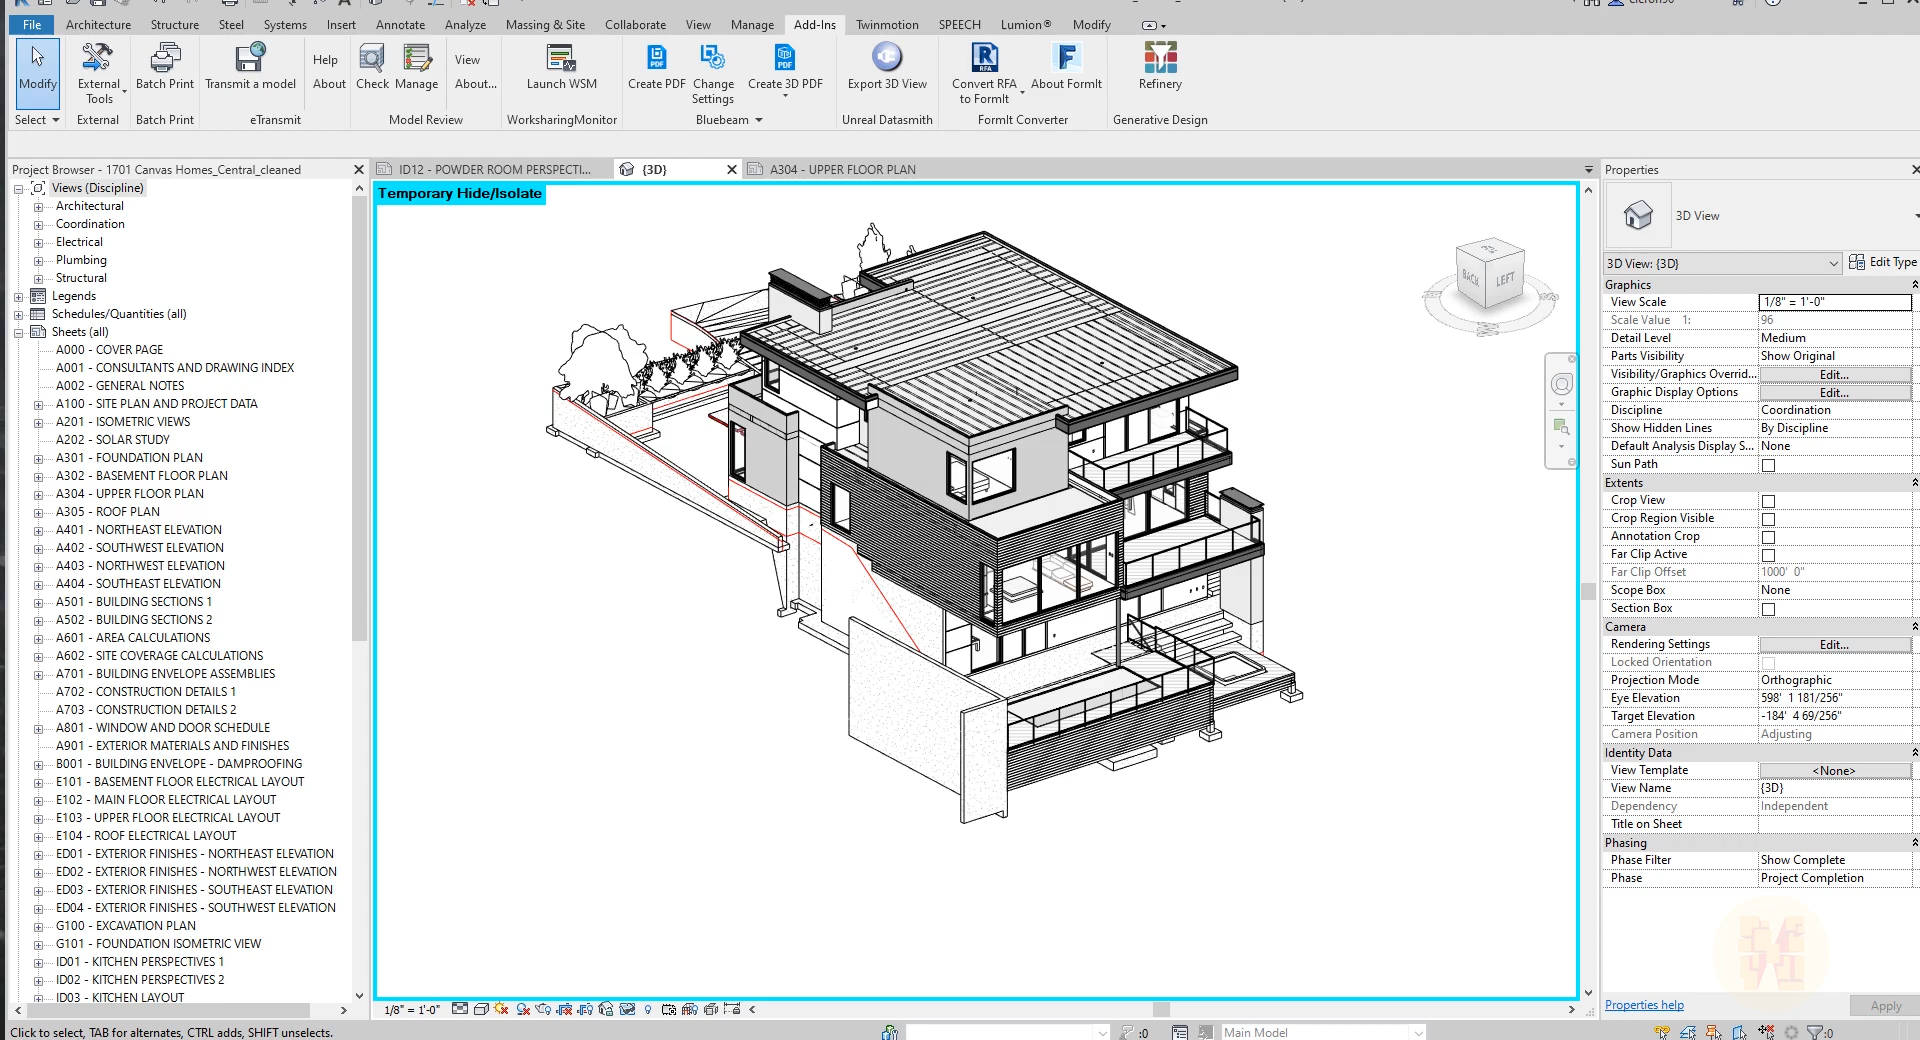 File Architecture Structure Steel Systems Insert Annotate Analyze Massing & Site Collaborate View Manage Add-Ins Twinmotion SPEECH Lumion® Modify
Modify
External
Tools
Batch Print
Transmit a model
Help
About
Check
Manage
View
About...
Launch WSM
Create PDF
Change
Settings
Create 3D PDF
Export 3D View
Convert RFA
to FormIt
About FormIt
Refinery
Select External Batch Print eTransmit Model Review WorksharingMonitor Bluebeam Unreal Datasmith FormIt Converter Generative Design
Project Browser - 1701 Canvas Homes_Central_cleaned
Views (Discipline)
Architectural
Coordination
Electrical
Plumbing
Structural
Legends
Schedules/Quantities (all)
Sheets (all)
A000 - COVER PAGE
A001 - CONSULTANTS AND DRAWING INDEX
A002 - GENERAL NOTES
A100 - SITE PLAN AND PROJECT DATA
A201 - ISOMETRIC VIEWS
A202 - SOLAR STUDY
A301 - FOUNDATION PLAN
A302 - BASEMENT FLOOR PLAN
A304 - UPPER FLOOR PLAN
A305 - ROOF PLAN
A401 - NORTHEAST ELEVATION
A402 - SOUTHWEST ELEVATION
A403 - NORTHWEST ELEVATION
A404 - SOUTHEAST ELEVATION
A501 - BUILDING SECTIONS 1
A502 - BUILDING SECTIONS 2
A601 - AREA CALCULATIONS
A602 - SITE COVERAGE CALCULATIONS
A701 - BUILDING ENVELOPE ASSEMBLIES
A702 - CONSTRUCTION DETAILS 1
A703 - CONSTRUCTION DETAILS 2
A801 - WINDOW AND DOOR SCHEDULE
A901 - EXTERIOR MATERIALS AND FINISHES
B001 - BUILDING ENVELOPE - DAMPROOFING
E101 - BASEMENT FLOOR ELECTRICAL LAYOUT
E102 - MAIN FLOOR ELECTRICAL LAYOUT
E103 - UPPER FLOOR ELECTRICAL LAYOUT
E104 - ROOF ELECTRICAL LAYOUT
ED01 - EXTERIOR FINISHES - NORTHEAST ELEVATION
ED02 - EXTERIOR FINISHES - NORTHWEST ELEVATION
ED03 - EXTERIOR FINISHES - SOUTHEAST ELEVATION
ED04 - EXTERIOR FINISHES - SOUTHWEST ELEVATION
G100 - EXCAVATION PLAN
G101 - FOUNDATION ISOMETRIC VIEW
ID01 - KITCHEN PERSPECTIVES 1
ID02 - KITCHEN PERSPECTIVES 2
ID03 - KITCHEN LAYOUT
ID12 - POWDER ROOM PERSPECTI... {3D} A304 - UPPER FLOOR PLAN
Temporary Hide/Isolate
BACK LEFT
1/8" = 1'-0"
Properties
3D View
3D View: {3D} Edit Type
Graphics
View Scale 1/8" = 1'-0"
Scale Value 1: 96
Detail Level Medium
Parts Visibility Show Original
Visibility/Graphics Overrid... Edit...
Graphic Display Options Edit...
Discipline Coordination
Show Hidden Lines By Discipline
Default Analysis Display S... None
Sun Path
Extents
Crop View
Crop Region Visible
Annotation Crop
Far Clip Active
Far Clip Offset 1000' 0"
Scope Box None
Section Box
Camera
Rendering Settings Edit...
Locked Orientation
Projection Mode Orthographic
Eye Elevation 598' 1 181/256"
Target Elevation -184' 4 69/256"
Camera Position Adjusting
Identity Data
View Template <None>
View Name {3D}
Dependency Independent
Title on Sheet
Phasing
Phase Filter Show Complete
Phase Project Completion
Properties help Apply
Click to select, TAB for alternates, CTRL adds, SHIFT unselects.
:0 Main Model :0